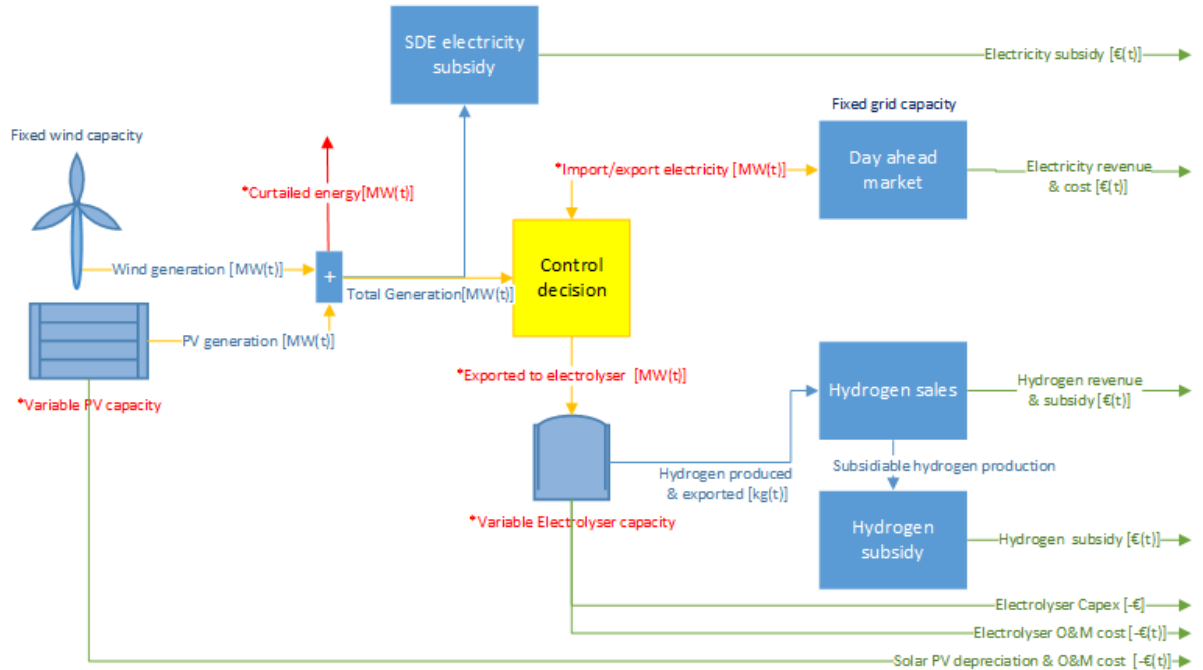 SDE electricity
subsidy
Electricity subsidy [€(t)]
Fixed wind capacity
Fixed grid capacity
*Curtailed energy[MW(t)]
*Import/export electricity [MW(t)]
Day ahead
market
Electricity revenue
& cost [€(t)]
Wind generation [MW(t)]
+
Total Generation[MW(t)]
Control
decision
PV generation [MW(t)]
*Variable PV capacity
*Exported to electrolyser [MW(t)]
Hydrogen sales
Hydrogen revenue
& subsidy [€(t)]
Hydrogen produced
& exported [kg(t)]
Subsidiable hydrogen production
*Variable Electrolyser capacity
Hydrogen
subsidy
Hydrogen subsidy [€(t)]
Electrolyser Capex [-€]
Electrolyser O&M cost [-€(t)]
Solar PV depreciation & O&M cost [-€(t)]